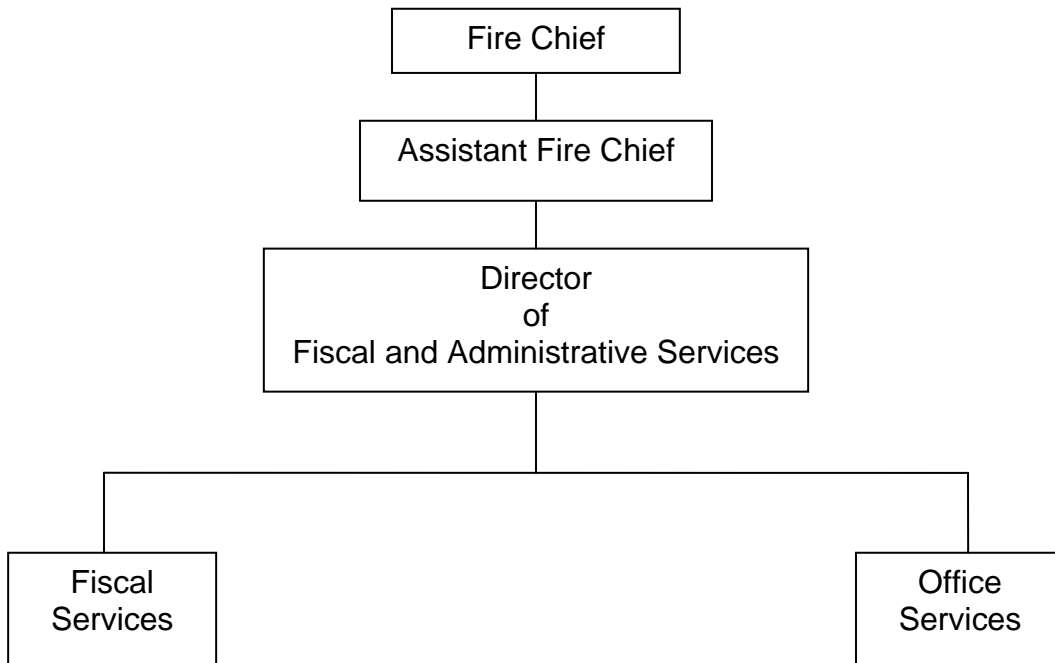 Fire Chief
Assistant Fire Chief
Director
of
Fiscal and Administrative Services
Fiscal
Services
Office
Services